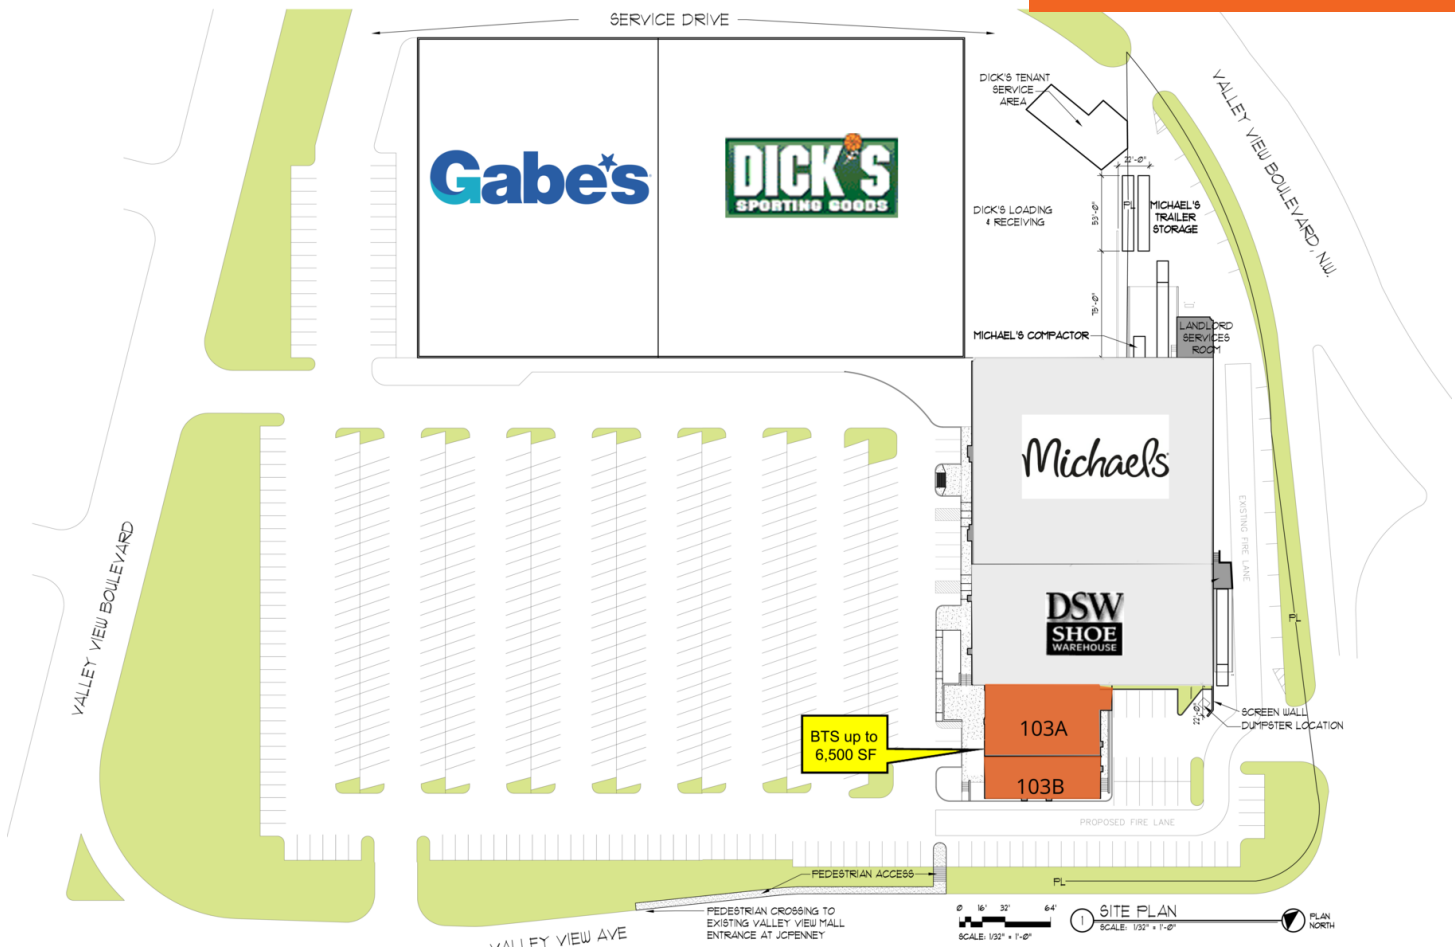 SERVICE DRIVE
DICK'S TENANT
SERVICE
AREA
VALLEY VIEW BOULEVARD, N.W.
Gabe's
DICK'S
SPORTING GOODS
22'-0"
DICK'S LOADING
& RECEIVING
53'-0"
PL
MICHAEL'S
TRAILER
STORAGE
75'-0"
MICHAEL'S COMPACTOR
LANDLORD
SERVICES
ROOM
Michaels
EXISTING FIRE LANE
VALLEY VIEW BOULEVARD
DSW
SHOE
WAREHOUSE
PL
103A
BTS up to
6,500 SF
103B
22'-0"
SCREEN WALL
DUMPSTER LOCATION
PROPOSED FIRE LANE
PEDESTRIAN ACCESS
PL
PEDESTRIAN CROSSING TO
EXISTING VALLEY VIEW MALL
ENTRANCE AT JCPENNEY
VALLEY VIEW AVE
0 16' 32' 64'
SCALE: 1/32" = 1'-0"
1
SITE PLAN
SCALE: 1/32" = 1'-0"
PLAN
NORTH